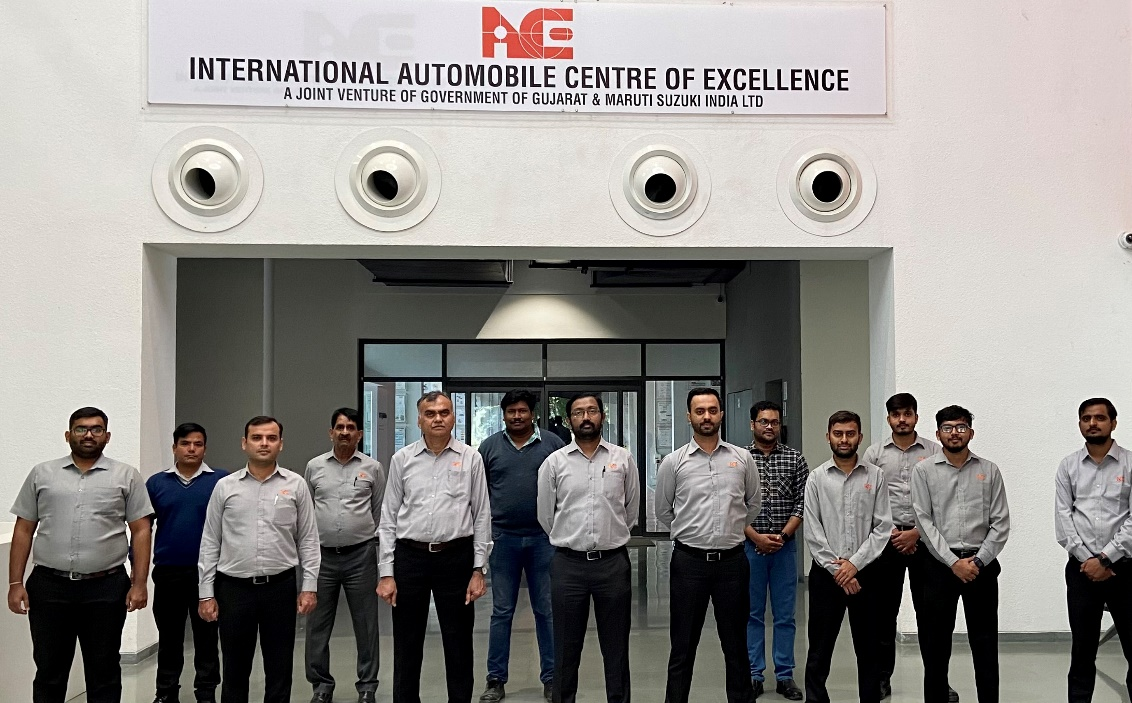 iACE
INTERNATIONAL AUTOMOBILE CENTRE OF EXCELLENCE
A JOINT VENTURE OF GOVERNMENT OF GUJARAT & MARUTI SUZUKI INDIA LTD